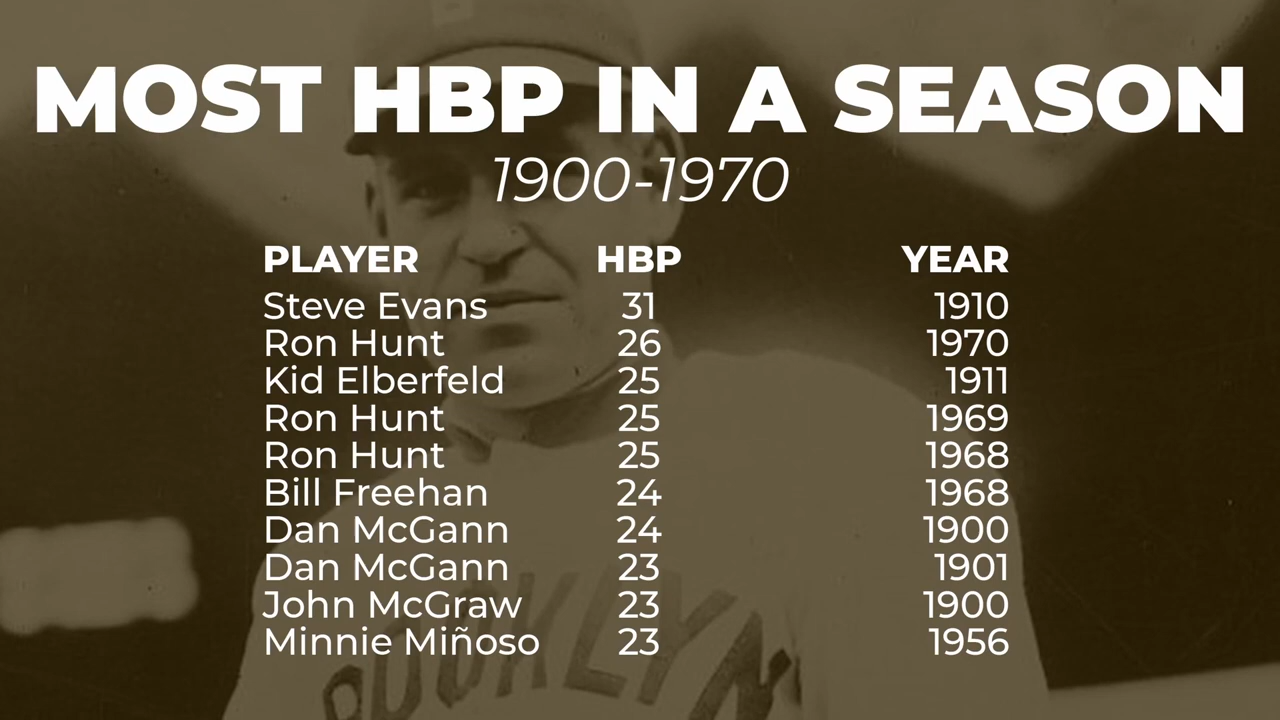 MOST HBP IN A SEASON
1900-1970
PLAYER HBP YEAR
Steve Evans 31 1910
Ron Hunt 26 1970
Kid Elberfeld 25 1911
Ron Hunt 25 1969
Ron Hunt 25 1968
Bill Freehan 24 1968
Dan McGann 24 1900
Dan McGann 23 1901
John McGraw 23 1900
Minnie Miñoso 23 1956
BROOKLYN